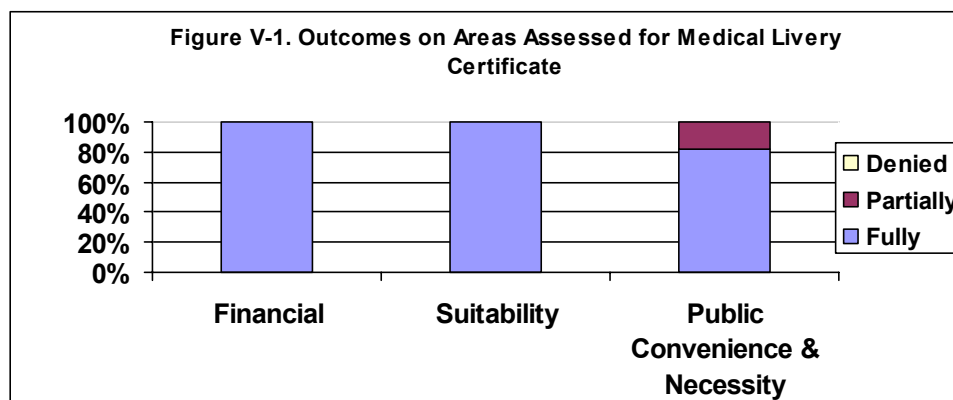 Figure V-1. Outcomes on Areas Assessed for Medical Livery
Certificate
100%
80%
60%
40%
20%
0%
Denied
Partially
Fully
Financial
Suitability
Public
Convenience &
Necessity